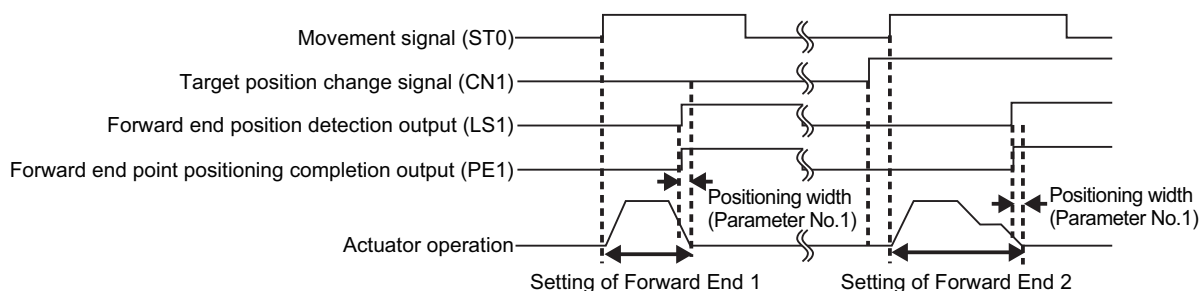 Movement signal (ST0)
Target position change signal (CN1)
Forward end position detection output (LS1)
Forward end point positioning completion output (PE1)
Positioning width
(Parameter No.1)
Positioning width
(Parameter No.1)
Actuator operation
Setting of Forward End 1
Setting of Forward End 2